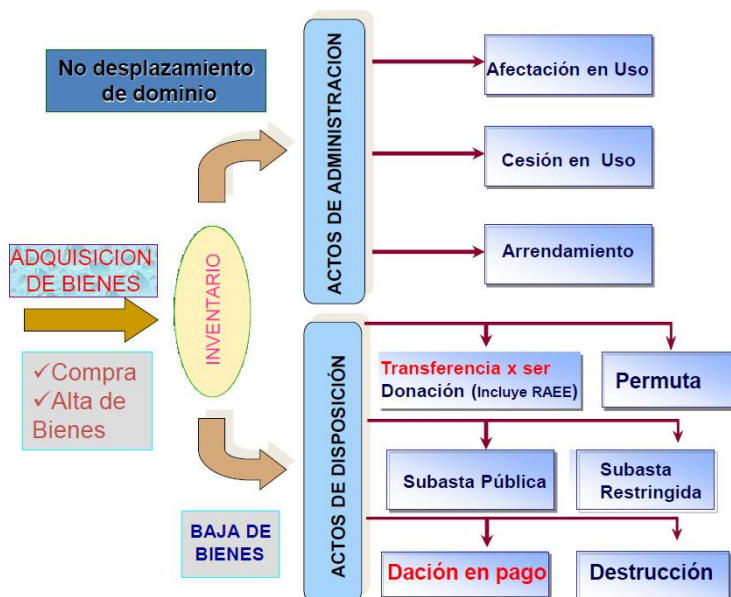 No desplazamiento
de dominio
ADQUISICION
DE BIENES
✓Compra
✓Alta de
Bienes
INVENTARIO
BAJA DE
BIENES
ACTOS DE ADMINISTRACION
Afectación en Uso
Cesión en Uso
Arrendamiento
ACTOS DE DISPOSICIÓN
Transferencia x ser
Donación (Incluye RAEE)
Permuta
Subasta Pública
Subasta
Restringida
Dación en pago
Destrucción